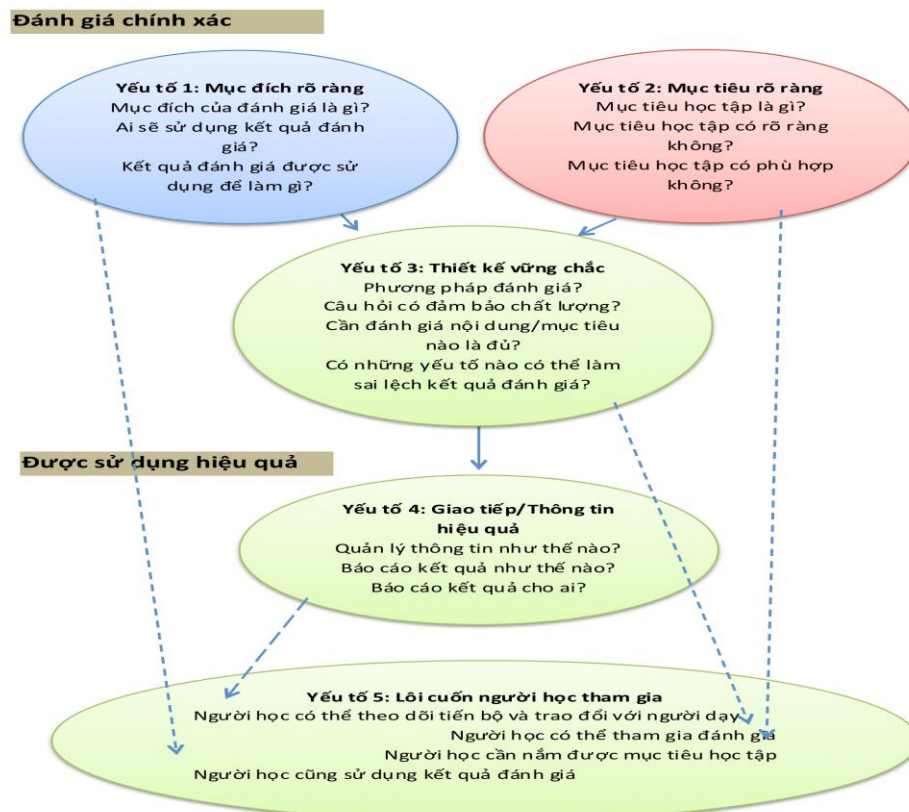 Đánh giá chính xác
Yếu tố 1: Mục đích rõ ràng
Mục đích của đánh giá là gì?
Ai sẽ sử dụng kết quả đánh
giá?
Kết quả đánh giá được sử
dụng để làm gì?
Yếu tố 2: Mục tiêu rõ ràng
Mục tiêu học tập là gì?
Mục tiêu học tập có rõ ràng
không?
Mục tiêu học tập có phù hợp
không?
Yếu tố 3: Thiết kế vững chắc
Phương pháp đánh giá?
Câu hỏi có đảm bảo chất lượng?
Cần đánh giá nội dung/mục tiêu
nào là đủ?
Có những yếu tố nào có thể làm
sai lệch kết quả đánh giá?
Được sử dụng hiệu quả
Yếu tố 4: Giao tiếp/Thông tin
hiệu quả
Quản lý thông tin như thế nào?
Báo cáo kết quả như thế nào?
Báo cáo kết quả cho ai?
Yếu tố 5: Lôi cuốn người học tham gia
Người học có thể theo dõi tiến bộ và trao đổi với người dạy
Người học có thể tham gia đánh giá
Người học cần nắm được mục tiêu học tập
Người học cũng sử dụng kết quả đánh giá